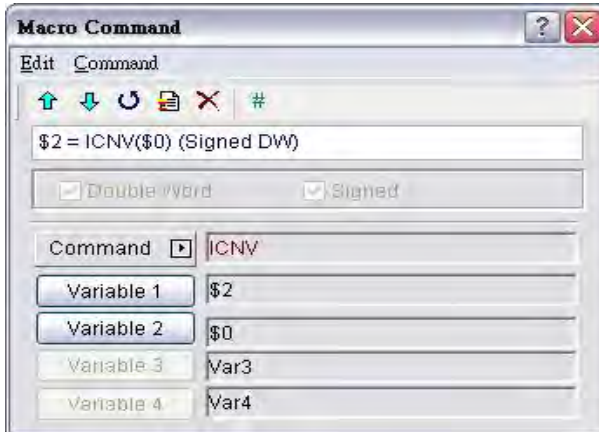 Macro Command
Edit Command
#
$2 = ICNV($0) (Signed DW)
Double Word Signed
Command ICNV
Variable 1 $2
Variable 2 $0
Variable 3 Var3
Variable 4 Var4